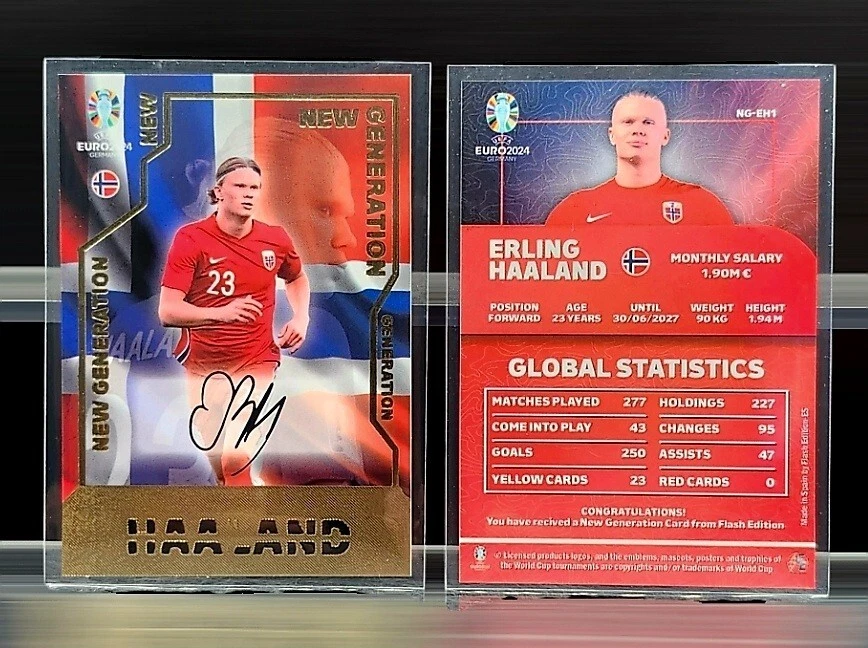 UEFA
EURO2024
GERMANY
NEW
NEW
GENERATION
NEW GENERATION
GENERATION
HAALA
23
HAALAND
NG-EH1
UEFA
EURO2024
GERMANY
ERLING
HAALAND
MONTHLY SALARY
1,90M €
POSITION AGE UNTIL WEIGHT HEIGHT
FORWARD 23 YEARS 30/06/2027 90 KG 1.94 M
GLOBAL STATISTICS
MATCHES PLAYED 277 HOLDINGS 227
COME INTO PLAY 43 CHANGES 95
GOALS 250 ASSISTS 47
YELLOW CARDS 23 RED CARDS 0
Made in Spain by Flash Edition ES
CONGRATULATIONS!
You have recived a New Generation Card from Flash Edition
Licensed products logos, and the emblems, mascots, posters and trophies of
the World Cup tournaments are copyrights and/or trademarks of World Cup